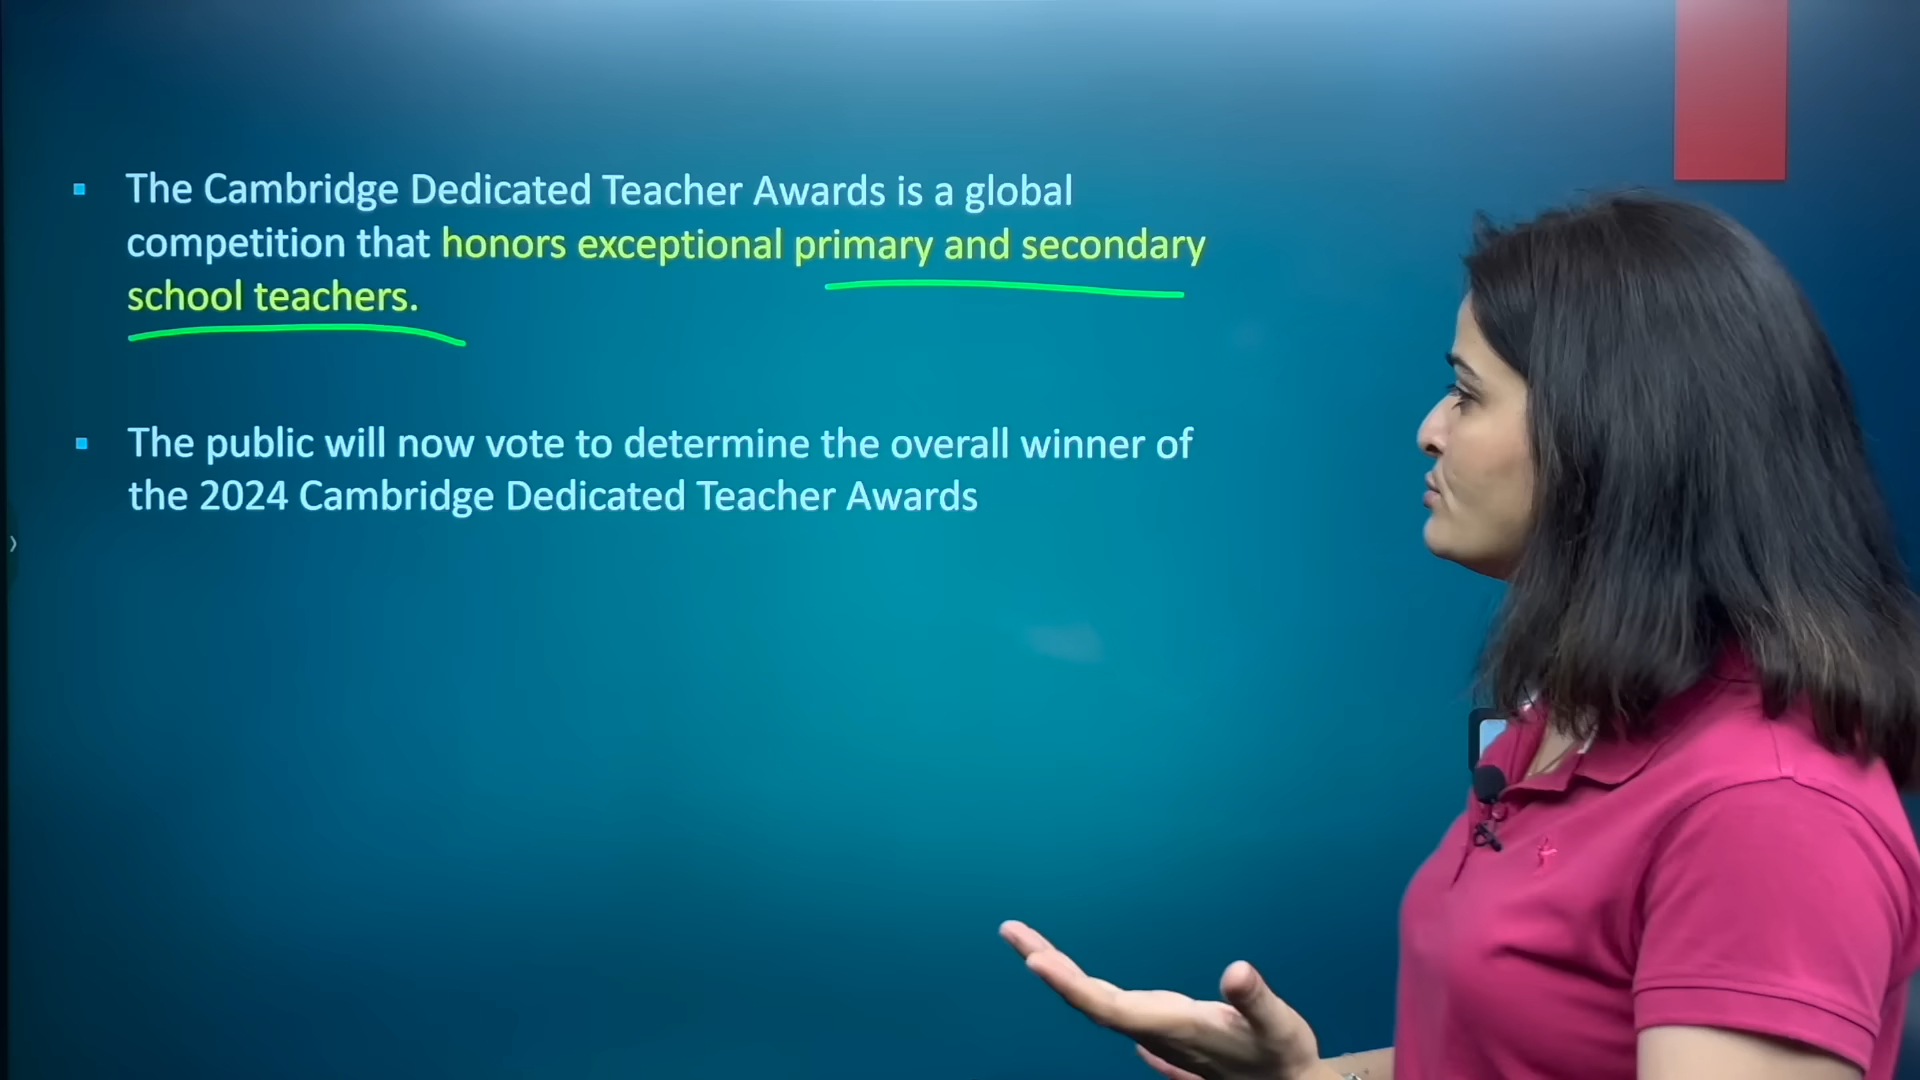 The Cambridge Dedicated Teacher Awards is a global
competition that honors exceptional primary and secondary
school teachers.
The public will now vote to determine the overall winner of
the 2024 Cambridge Dedicated Teacher Awards